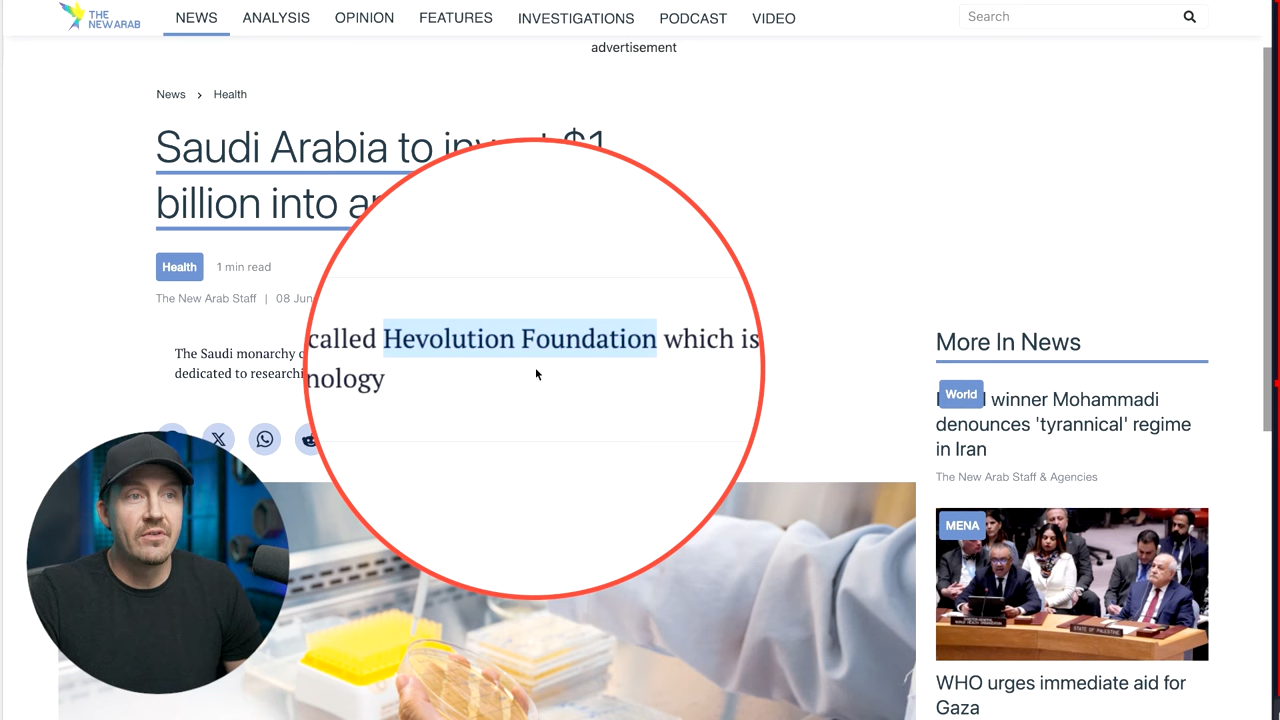 THE
NEW ARAB
NEWS ANALYSIS OPINION FEATURES INVESTIGATIONS PODCAST VIDEO
Search
advertisement
News > Health
Saudi Arabia to $1
billion into
Health 1 min read
The New Arab Staff | 08 Jun
The Saudi monarchy
dedicated to
called Hevolution Foundation which is
nology
More In News
World
winner Mohammadi
denounces 'tyrannical' regime
in Iran
The New Arab Staff & Agencies
MENA
STATE OF PALESTINE
WHO urges immediate aid for
Gaza